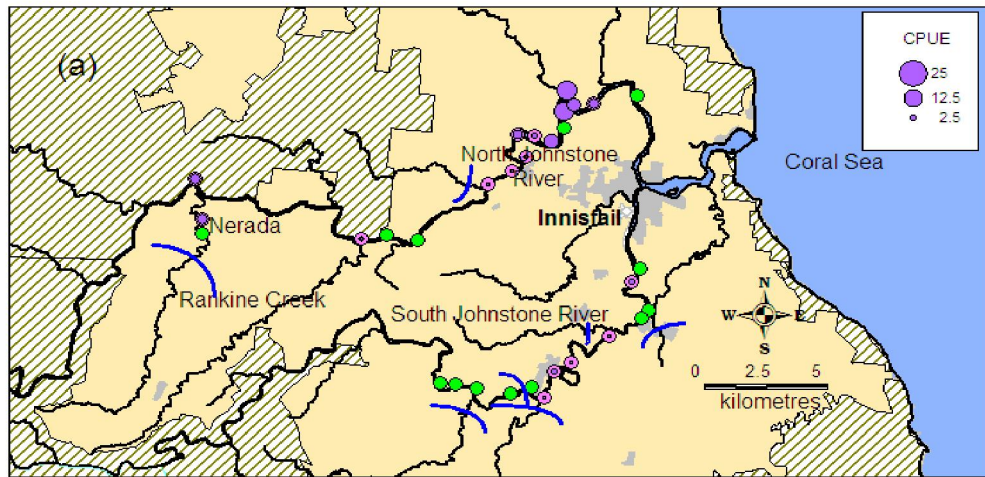 (a)
CPUE
25
12.5
2.5
North Johnstone
River
Coral Sea
Innisfail
Nerada
Rankine Creek
South Johnstone River
N
W
E
S
0 2.5 5
kilometres